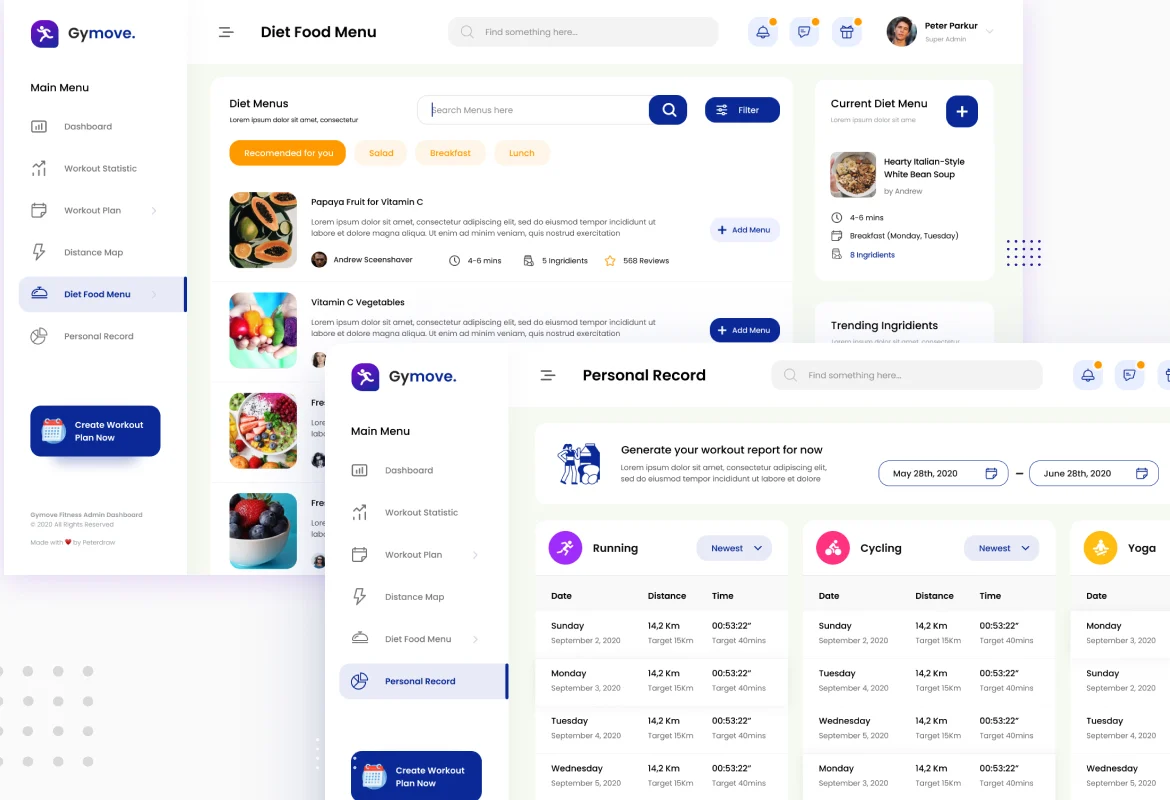 Gymove.
Diet Food Menu
Find something here...
Peter Parkur
Super Admin
Main Menu
Dashboard
Workout Statistic
Workout Plan
Distance Map
Diet Food Menu
Personal Record
Create Workout
Plan Now
Gymove Fitness Admin Dashboard
© 2020 All Rights Reserved
Made with ❤ by Peterdraw
Diet Menus
Lorem ipsum dolor sit amet, consectetur
Search Menus here
Filter
Recomended for you
Salad
Breakfast
Lunch
Papaya Fruit for Vitamin C
Lorem ipsum dolor sit amet, consectetur adipiscing elit, sed do eiusmod tempor incididunt ut
labore et dolore magna aliqua. Ut enim ad minim veniam, quis nostrud exercitation
Andrew Sceenshaver
4-6 mins
5 Ingridients
568 Reviews
Add Menu
Vitamin C Vegetables
Lorem ipsum dolor sit amet, consectetur adipiscing elit, sed do eiusmod tempor incididunt ut
labore et dolore magna aliqua. Ut enim ad minim veniam, quis nostrud exercitation
Add Menu
Fres
Lore
labo
Fres
Lore
labo
Current Diet Menu
Lorem ipsum dolor sit ame
Hearty Italian-Style
White Bean Soup
by Andrew
4-6 mins
Breakfast (Monday, Tuesday)
8 Ingridients
Trending Ingridients
Lorem ipsum dolor sit amet, consectetur
Gymove.
Personal Record
Find something here...
Main Menu
Dashboard
Workout Statistic
Workout Plan
Distance Map
Diet Food Menu
Personal Record
Create Workout
Plan Now
Generate your workout report for now
Lorem ipsum dolor sit amet, consectetur adipiscing elit,
sed do eiusmod tempor incididunt ut labore et dolore
May 28th, 2020
–
June 28th, 2020
Running
Newest
Date Distance Time
Sunday 14,2 Km 00:53:22”
September 2, 2020 Target 15Km Target 40mins
Monday 14,2 Km 00:53:22”
September 3, 2020 Target 15Km Target 40mins
Tuesday 14,2 Km 00:53:22”
September 4, 2020 Target 15Km Target 40mins
Wednesday 14,2 Km 00:53:22”
September 5, 2020 Target 15Km Target 40mins
Cycling
Newest
Date Distance Time
Sunday 14,2 Km 00:53:22”
September 2, 2020 Target 15Km Target 40mins
Tuesday 14,2 Km 00:53:22”
September 4, 2020 Target 15Km Target 40mins
Wednesday 14,2 Km 00:53:22”
September 5, 2020 Target 15Km Target 40mins
Monday 14,2 Km 00:53:22”
September 3, 2020 Target 15Km Target 40mins
Yoga
Date
Monday
September 3, 2020
Sunday
September 2, 2020
Tuesday
September 4, 2020
Wednesday
September 5, 2020